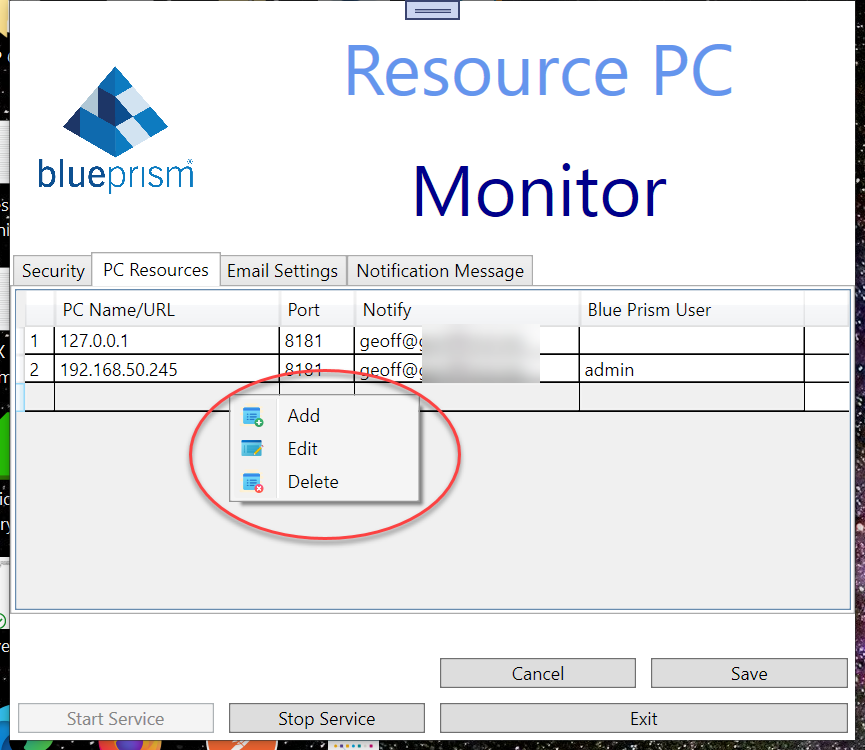 Resource PC
Monitor
blueprism
Security PC Resources Email Settings Notification Message
PC Name/URL Port Notify Blue Prism User
1 127.0.0.1 8181 geoff@
2 192.168.50.245 8181 geoff@ admin
Add
Edit
Delete
Cancel Save
Start Service Stop Service Exit